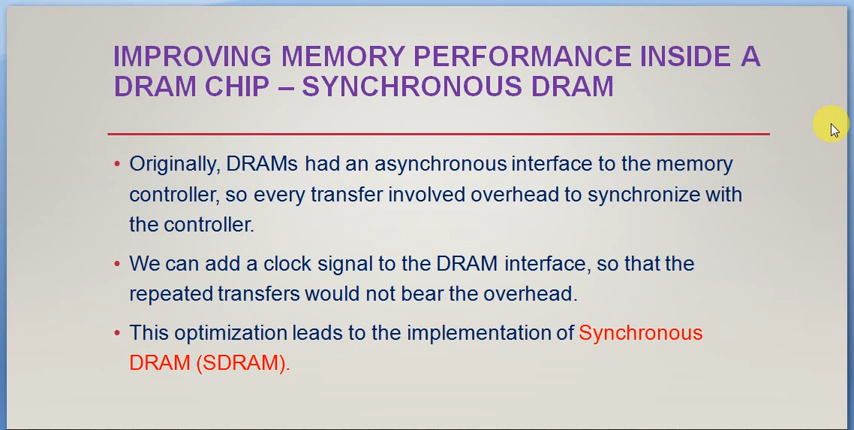 IMPROVING MEMORY PERFORMANCE INSIDE A
DRAM CHIP – SYNCHRONOUS DRAM
• Originally, DRAMs had an asynchronous interface to the memory
controller, so every transfer involved overhead to synchronize with
the controller.
• We can add a clock signal to the DRAM interface, so that the
repeated transfers would not bear the overhead.
• This optimization leads to the implementation of Synchronous
DRAM (SDRAM).